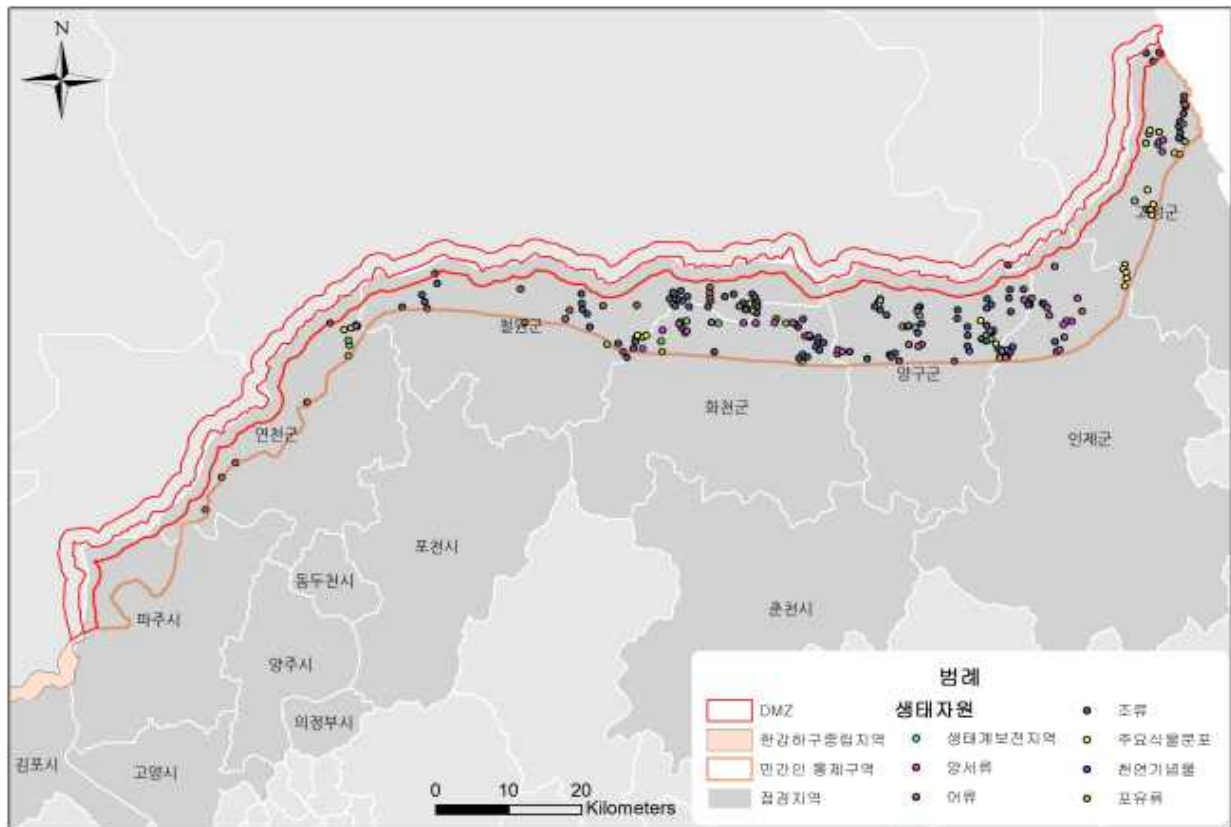 N
고성군
철원군
양구군
화천군
연천군
인제군
포천시
동두천시
파주시
춘천시
양주시
의정부시
김포시
고양시
0 10 20
Kilometers
범례
DMZ
한강하구중립지역
민간인 통제구역
접경지역
생태자원
생태계보전지역
양서류
어류
조류
주요식물분포
천연기념물
포유류